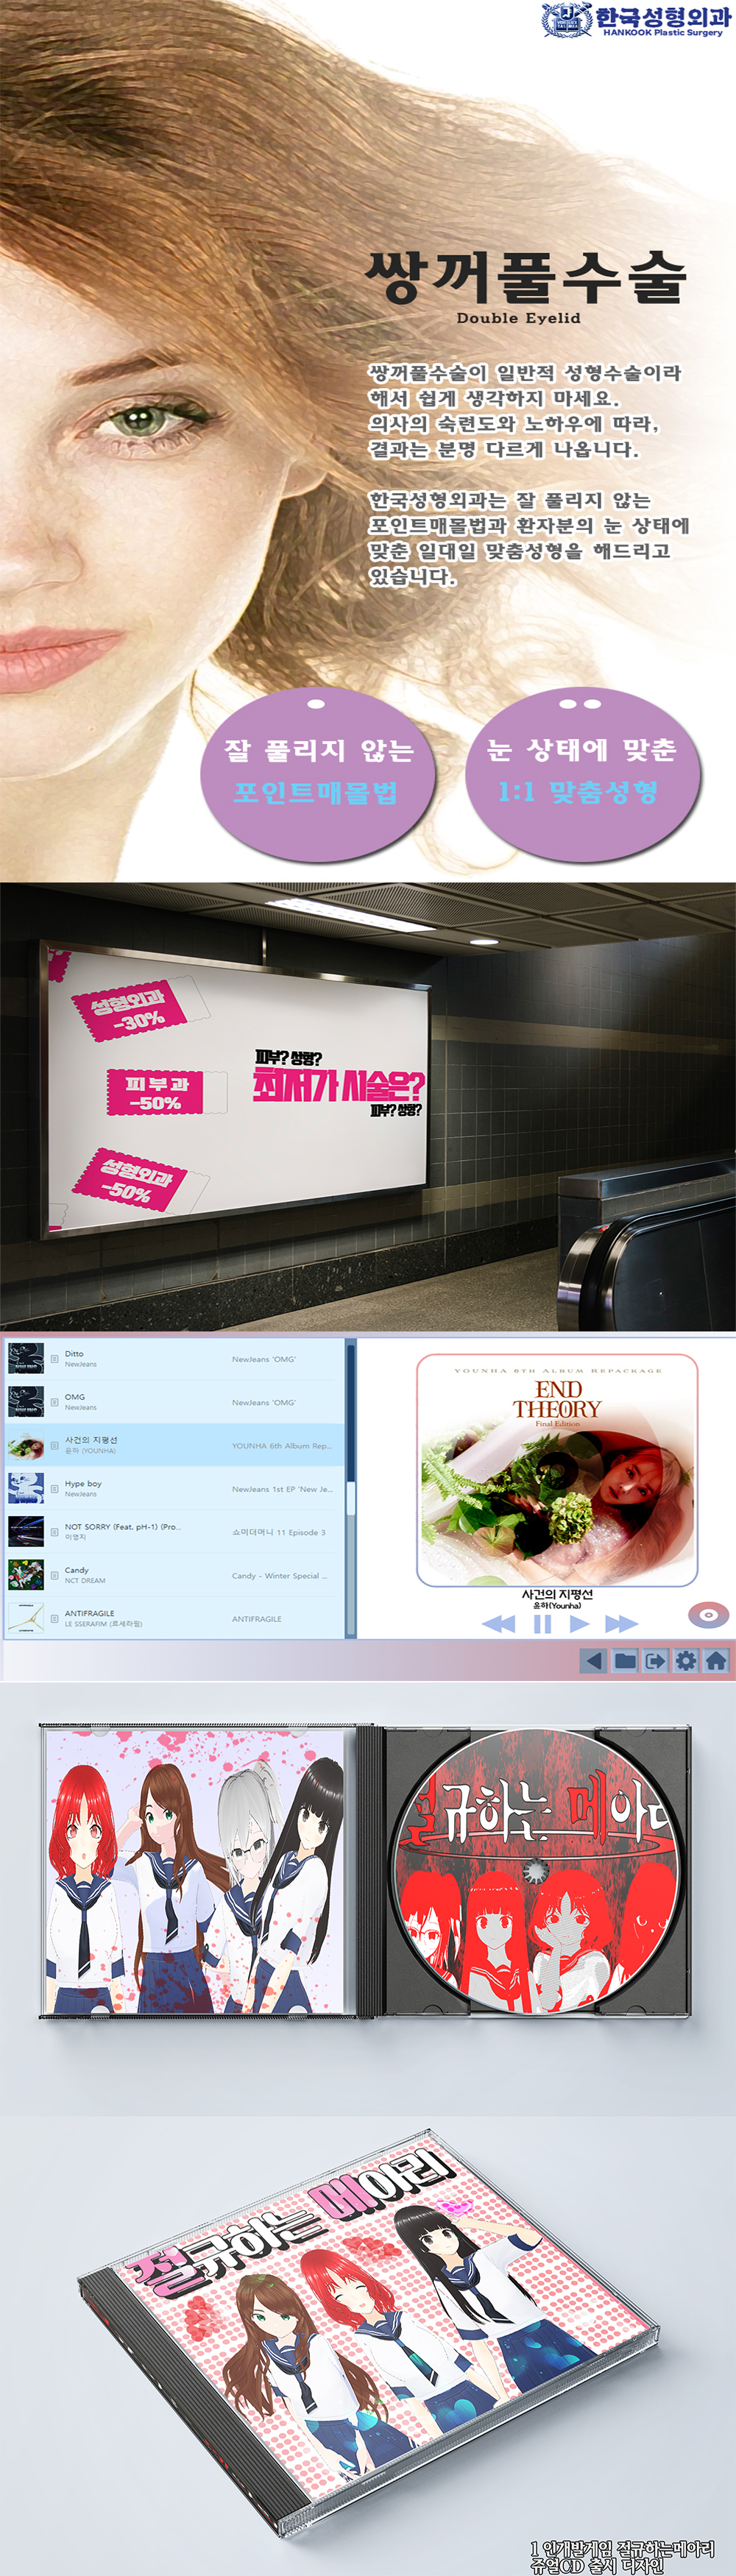 한국성형외과
HANKOOK Plastic Surgery
쌍꺼풀수술
Double Eyelid
쌍꺼풀수술이 일반적 성형수술이라
해서 쉽게 생각하지 마세요.
의사의 숙련도와 노하우에 따라,
결과는 분명 다르게 나옵니다.
한국성형외과는 잘 풀리지 않는
포인트매몰법과 환자분의 눈 상태에
맞춘 일대일 맞춤성형을 해드리고
있습니다.
잘 풀리지 않는
포인트매몰법
눈 상태에 맞춘
1:1 맞춤성형
성형외과
-30%
피부과
-50%
성형외과
-50%
피부? 성형?
최저가 시술은?
피부? 성형?
Ditto
NewJeans
NewJeans 'OMG'
OMG
NewJeans
NewJeans 'OMG'
사건의 지평선
윤하 (YOUNHA)
YOUNHA 6th Album Rep...
Hype boy
NewJeans
NewJeans 1st EP 'New Je...
NOT SORRY (Feat. pH-1) (Pro...
이영지
쇼미더머니 11 Episode 3
Candy
NCT DREAM
Candy - Winter Special ...
ANTIFRAGILE
LE SSERAFIM (르세라핌)
ANTIFRAGILE
YOUNHA 6TH ALBUM REPACKAGE
END
THEORY
Final Edition
사건의 지평선
윤하(Younha)
절규하는 메아리
절규하는 메아리
1 인개발게임 절규하는메아리
쥬얼CD 출시 디자인